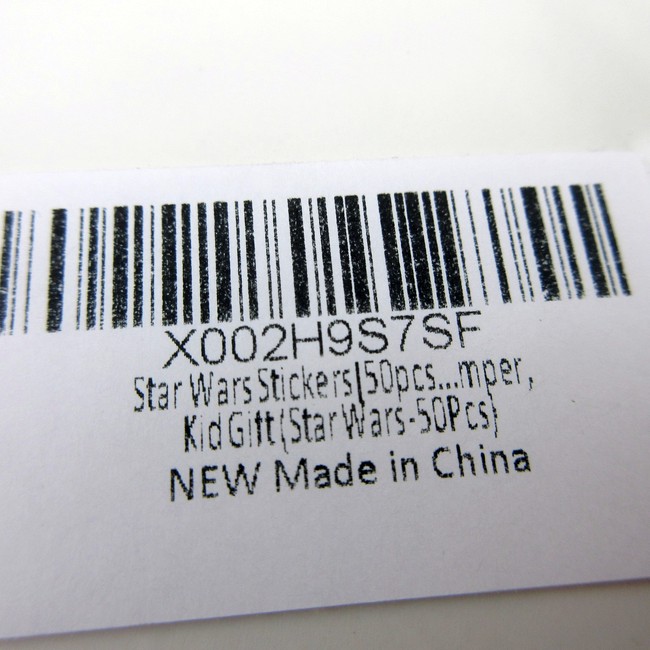 X002H9S7SF
Star Wars Stickers[50pcs...mper,
Kid Gift(Star Wars-50Pcs)
NEW Made in China